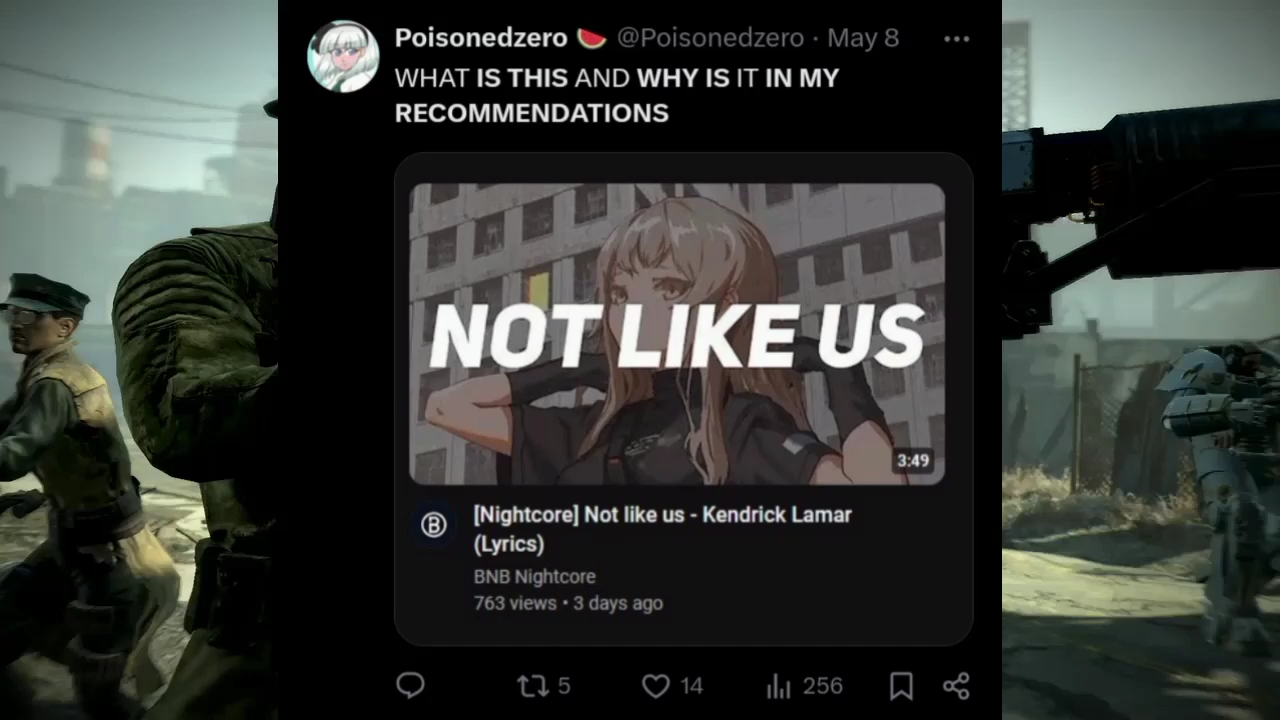 Poisonedzero 🍉 @Poisonedzero · May 8
WHAT IS THIS AND WHY IS IT IN MY
RECOMMENDATIONS
NOT LIKE US
3:49
B
[Nightcore] Not like us - Kendrick Lamar
(Lyrics)
BNB Nightcore
763 views • 3 days ago
5 14 256